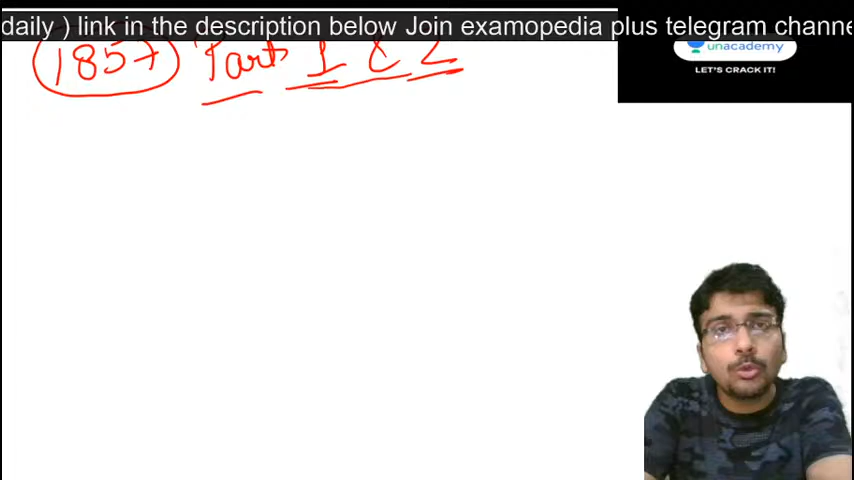 daily ) link in the description below Join examopedia plus telegram channe
1857 Part 1 & 2
unacademy
LET'S CRACK IT!